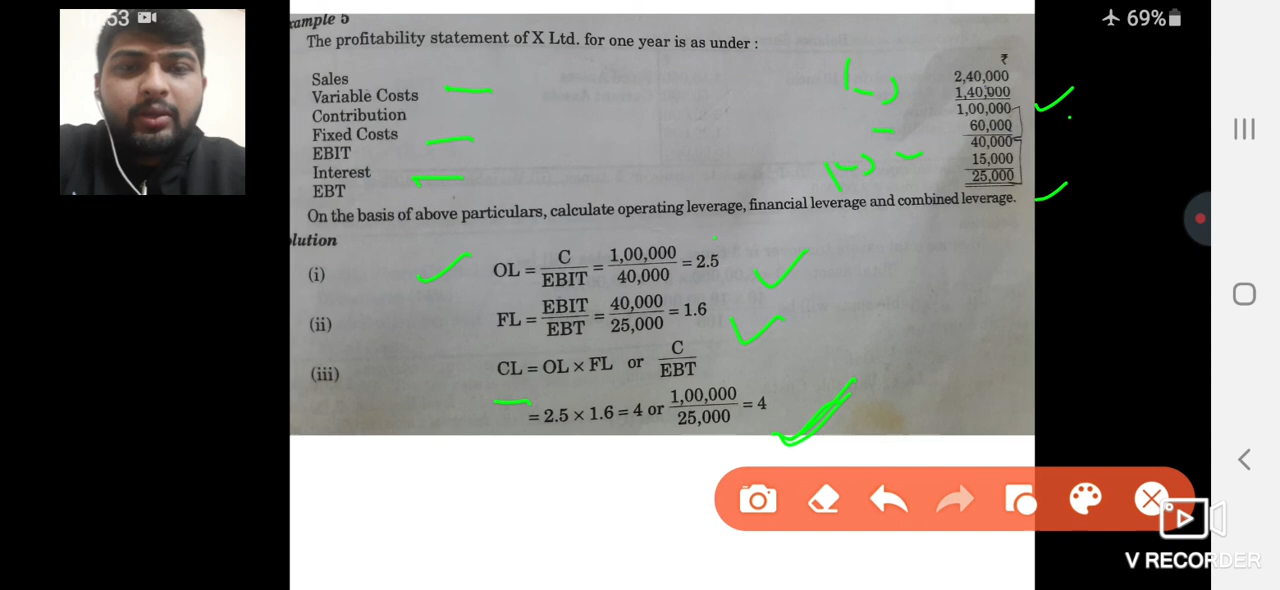 53
69%
xample 5
The profitability statement of X Ltd. for one year is as under :
₹
Sales 2,40,000
Variable Costs 1,40,000
Contribution 1,00,000
Fixed Costs 60,000
EBIT 40,000
Interest 15,000
EBT 25,000
On the basis of above particulars, calculate operating leverage, financial leverage and combined leverage.
lution
(i) OL = C/EBIT = 1,00,000/40,000 = 2.5
(ii) FL = EBIT/EBT = 40,000/25,000 = 1.6
(iii) CL = OL × FL or C/EBT
= 2.5 × 1.6 = 4 or 1,00,000/25,000 = 4
V RECORDER